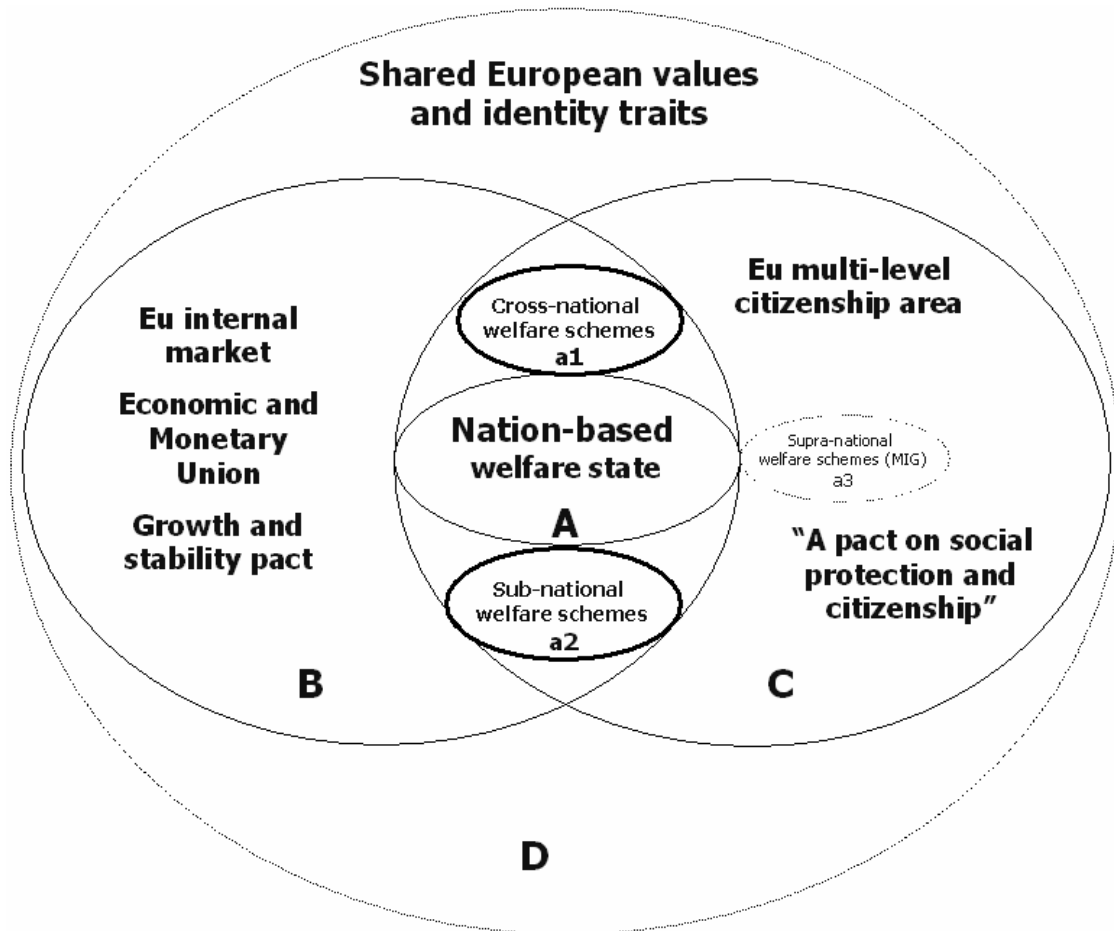 Shared European values
and identity traits
Eu internal
market
Economic and
Monetary
Union
Growth and
stability pact
B
Cross-national
welfare schemes
a1
Nation-based
welfare state
A
Sub-national
welfare schemes
a2
Eu multi-level
citizenship area
Supra-national
welfare schemes (MIG)
a3
“A pact on social
protection and
citizenship”
C
D